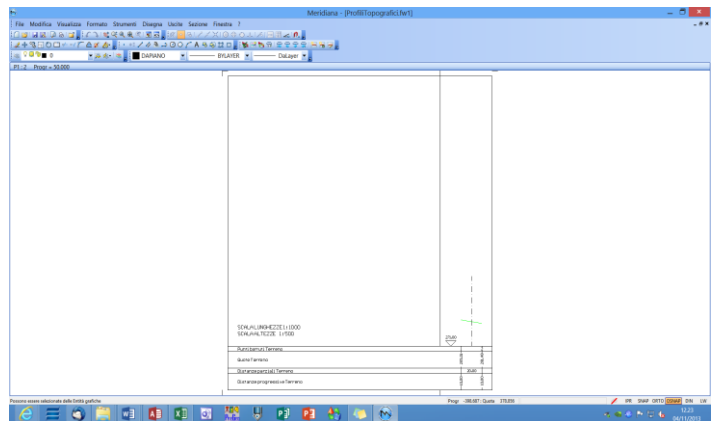 Meridiana - [ProfiliTopografici.fw1]
File Modifica Visualizza Formato Strumenti Disegna Uscite Sezione Finestra ?
0 DAPIANO BYLAYER DaLayer
P1 : 2 Progr = 10.000
SCALA LUNGHEZZE 1:1000
SCALA ALTEZZE 1:500
Punti battuti Terreno
Quote Terreno
Distanze parziali Terreno 20,00
Distanze progressive Terreno
Possono essere selezionate delle Entità grafiche
IPR SNAP ORTO OSNAP DIN LW
12.23
04/11/2013